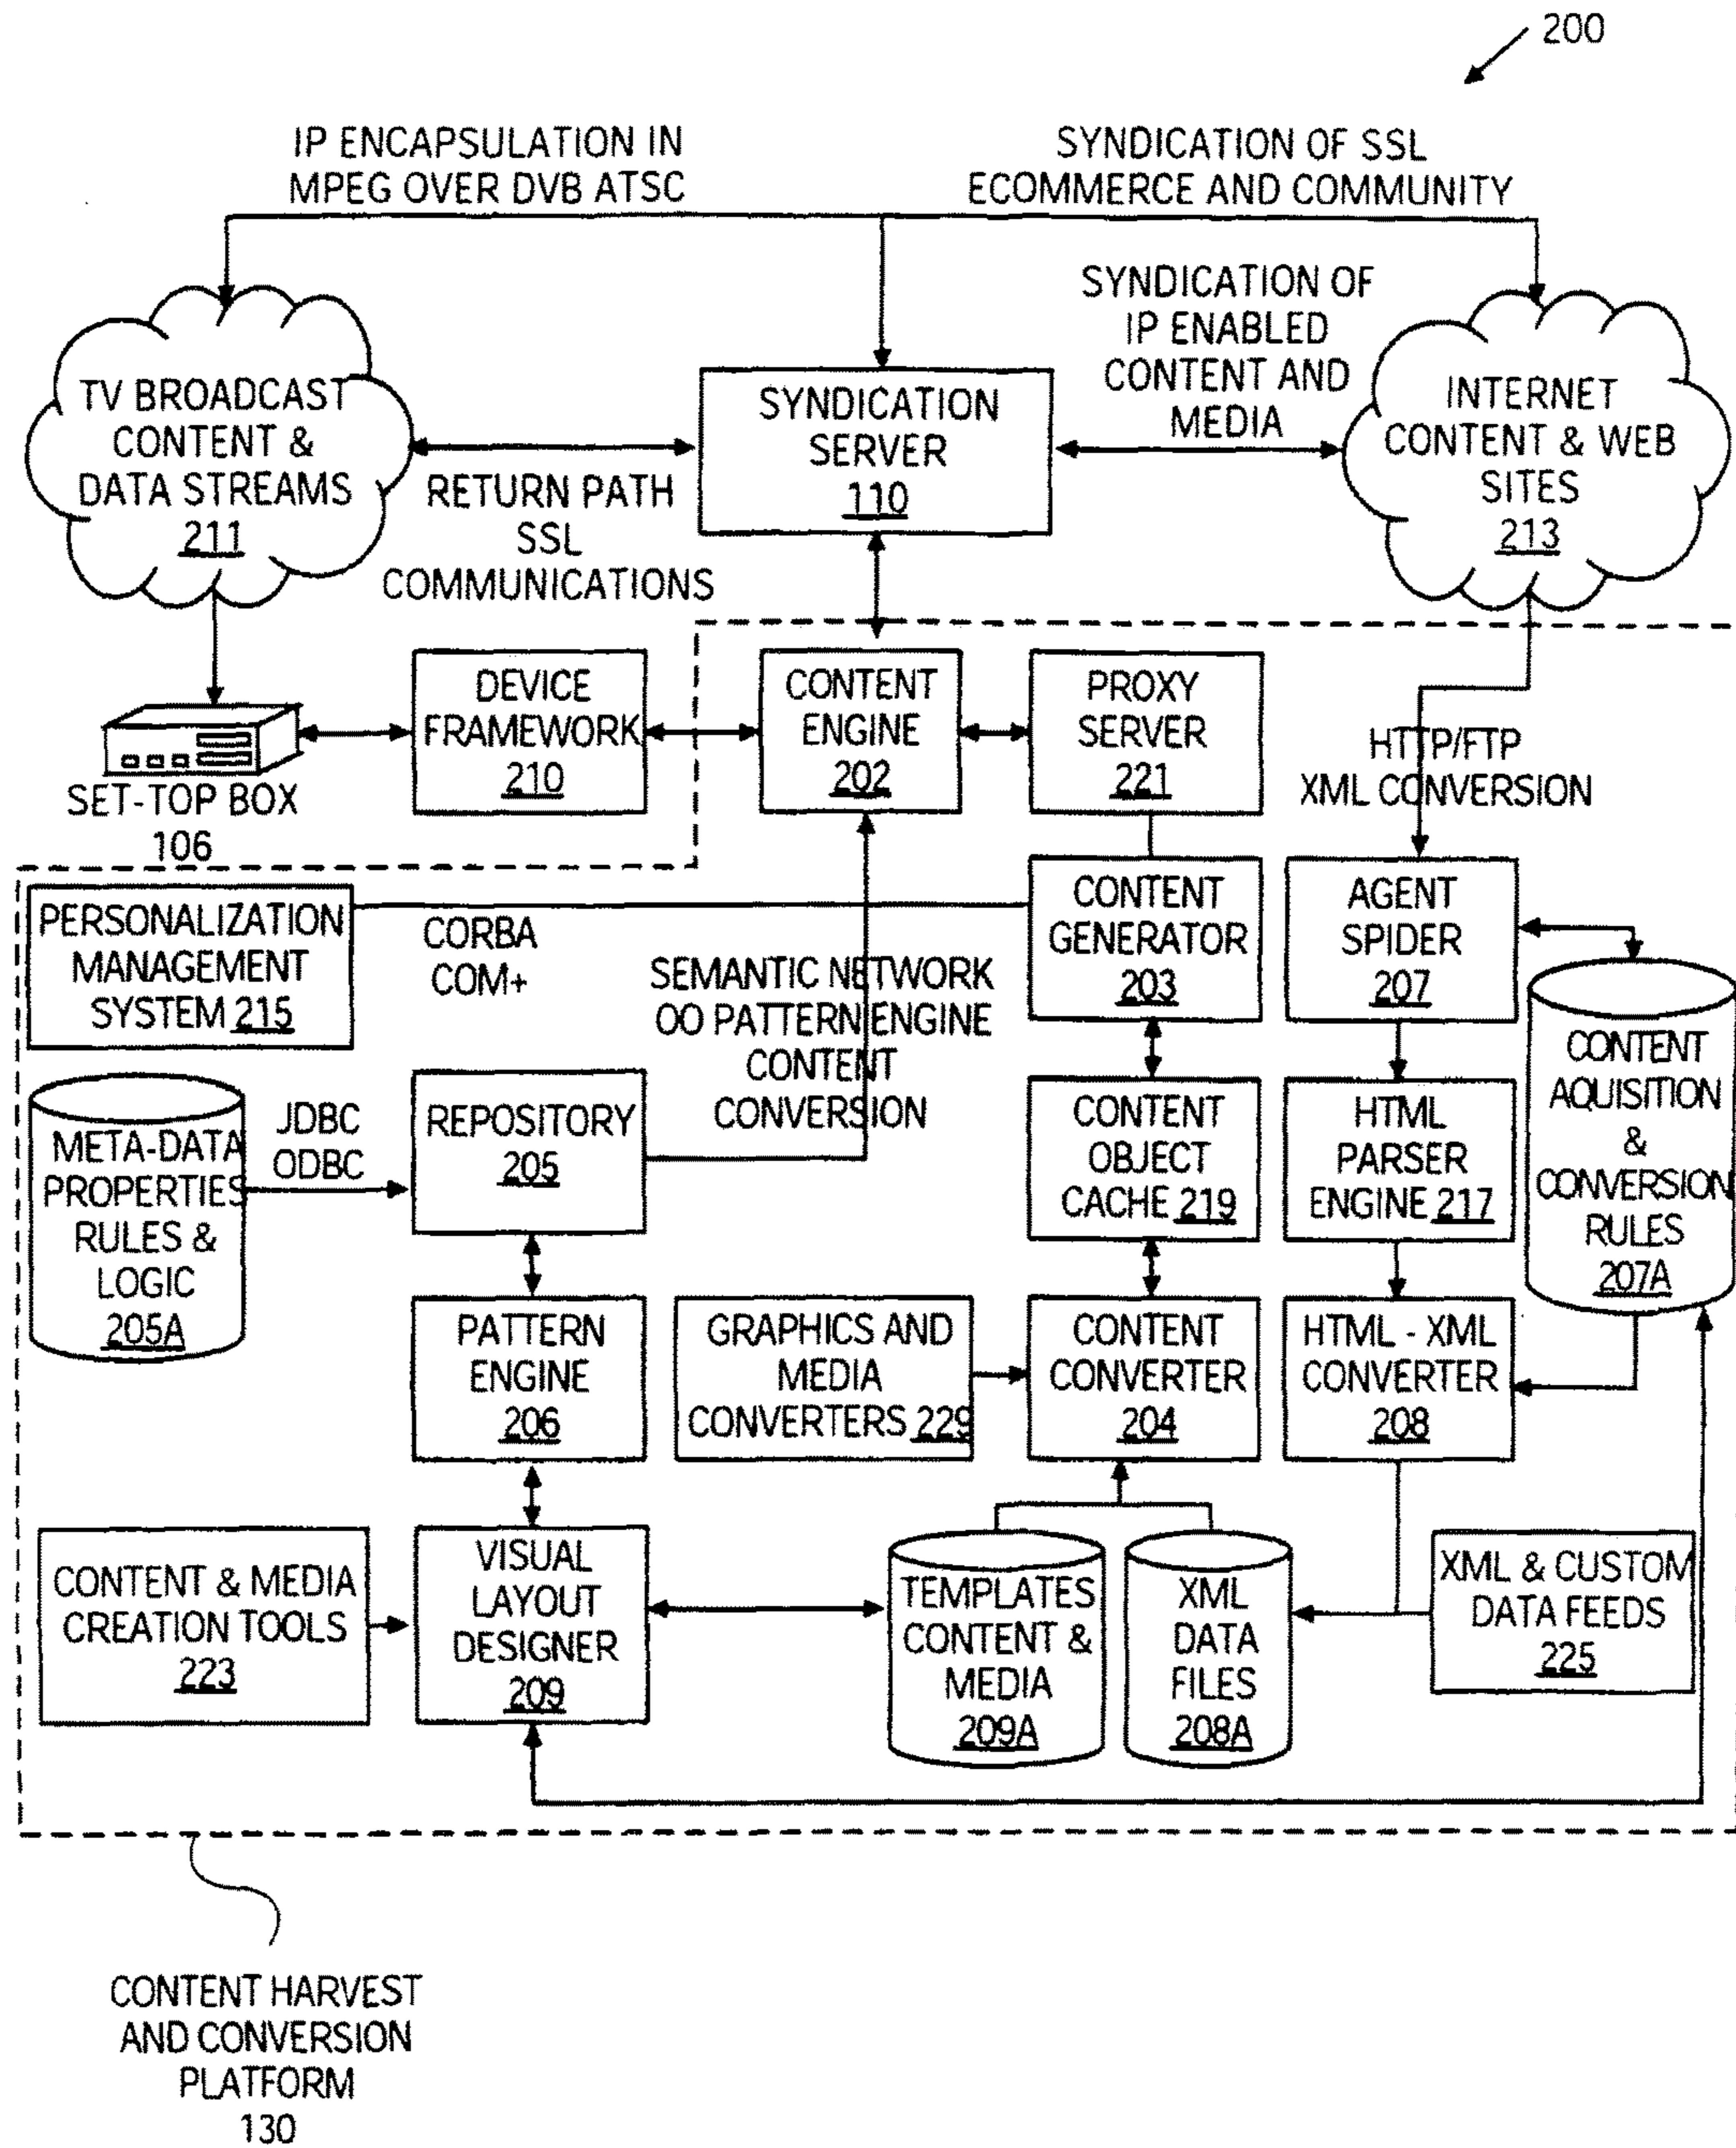 200
IP ENCAPSULATION IN
MPEG OVER DVB ATSC
SYNDICATION OF SSL
ECOMMERCE AND COMMUNITY
SYNDICATION OF
IP ENABLED
CONTENT AND
MEDIA
TV BROADCAST
CONTENT &
DATA STREAMS
211
RETURN PATH
SSL
COMMUNICATIONS
SYNDICATION
SERVER
110
INTERNET
CONTENT & WEB
SITES
213
SET-TOP BOX
106
DEVICE
FRAMEWORK
210
CONTENT
ENGINE
202
PROXY
SERVER
221
HTTP/FTP
XML CONVERSION
PERSONALIZATION
MANAGEMENT
SYSTEM 215
CORBA
COM+
SEMANTIC NETWORK
OO PATTERN ENGINE
CONTENT
CONVERSION
CONTENT
GENERATOR
203
AGENT
SPIDER
207
CONTENT
AQUISITION
&
CONVERSION
RULES
207A
META-DATA
PROPERTIES
RULES &
LOGIC
205A
JDBC
ODBC
REPOSITORY
205
CONTENT
OBJECT
CACHE 219
HTML
PARSER
ENGINE 217
PATTERN
ENGINE
206
GRAPHICS AND
MEDIA
CONVERTERS 229
CONTENT
CONVERTER
204
HTML - XML
CONVERTER
208
CONTENT & MEDIA
CREATION TOOLS
223
VISUAL
LAYOUT
DESIGNER
209
TEMPLATES
CONTENT &
MEDIA
209A
XML
DATA
FILES
208A
XML & CUSTOM
DATA FEEDS
225
CONTENT HARVEST
AND CONVERSION
PLATFORM
130